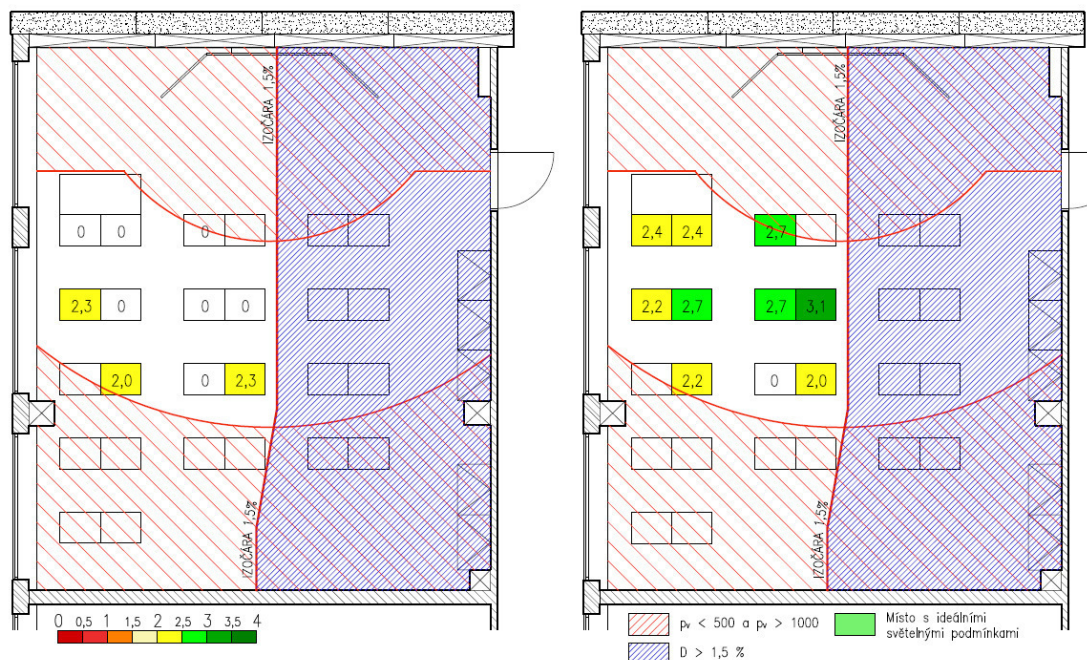 IZOČÁRA 1,5%
0 0 0
2,3 0 0 0
2,0 0 2,3
IZOČÁRA 1,5%
0 0,5 1 1,5 2 2,5 3 3,5 4
IZOČÁRA 1,5%
2,4 2,4 2,7
2,2 2,7 2,7 3,1
2,2 0 2,0
IZOČÁRA 1,5%
pᵥ < 500 a pᵥ > 1000
D > 1,5 %
Místo s ideálními
světelnými podmínkami